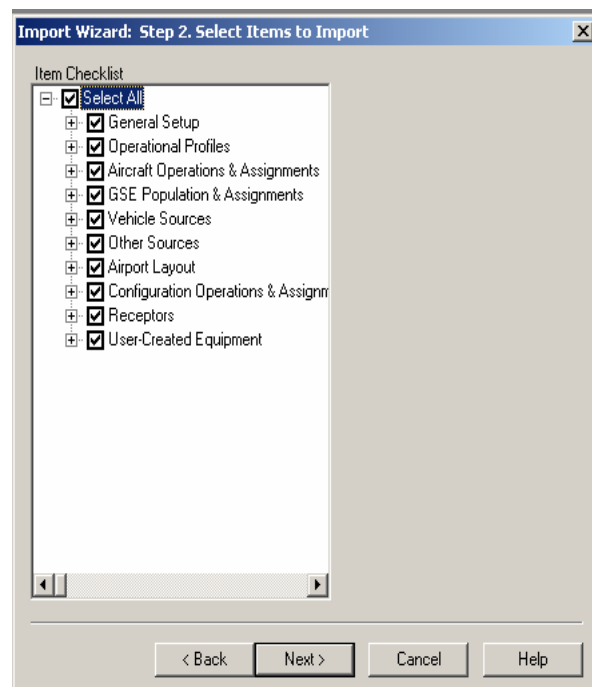 Import Wizard: Step 2. Select Items to Import
Item Checklist
Select All
General Setup
Operational Profiles
Aircraft Operations & Assignments
GSE Population & Assignments
Vehicle Sources
Other Sources
Airport Layout
Configuration Operations & Assignm
Receptors
User-Created Equipment
< Back Next > Cancel Help